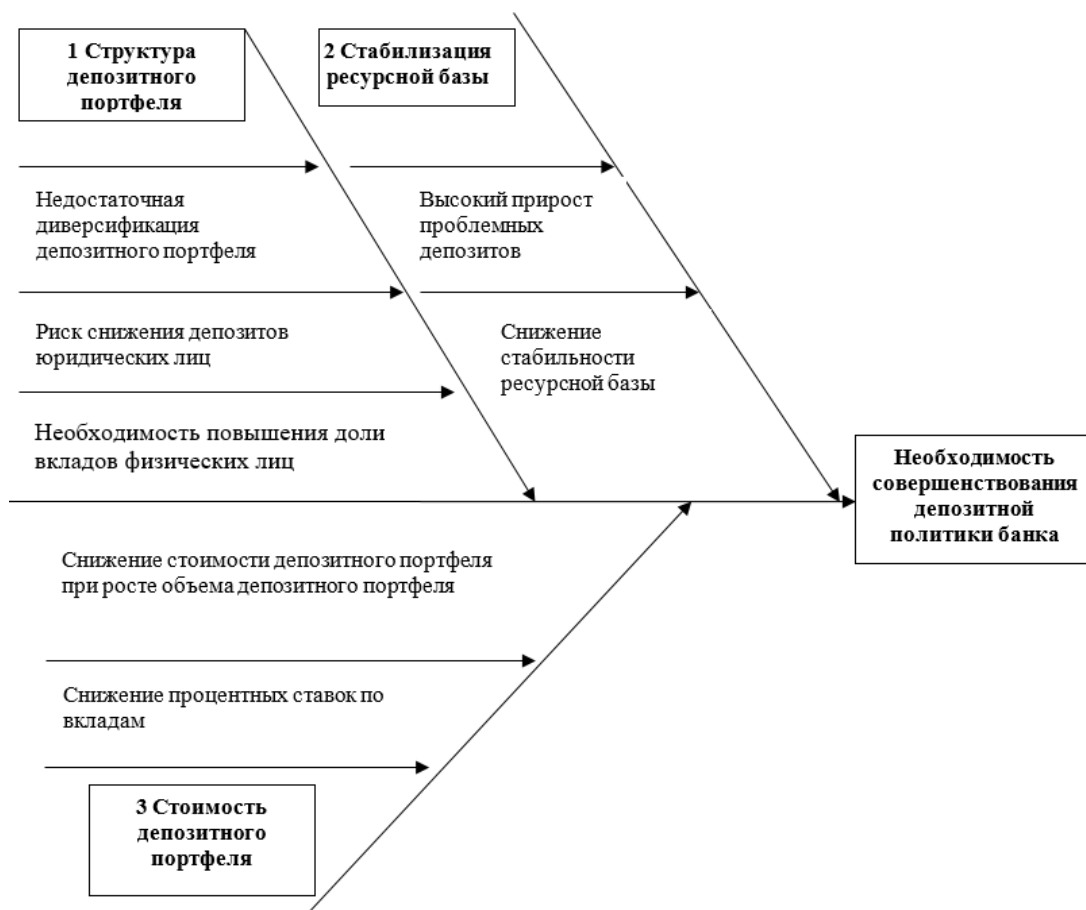 1 Структура
депозитного
портфеля
2 Стабилизация
ресурсной базы
Недостаточная
диверсификация
депозитного портфеля
Высокий прирост
проблемных
депозитов
Риск снижения депозитов
юридических лиц
Снижение
стабильности
ресурсной базы
Необходимость повышения доли
вкладов физических лиц
Необходимость
совершенствования
депозитной
политики банка
Снижение стоимости депозитного портфеля
при росте объема депозитного портфеля
Снижение процентных ставок по
вкладам
3 Стоимость
депозитного
портфеля